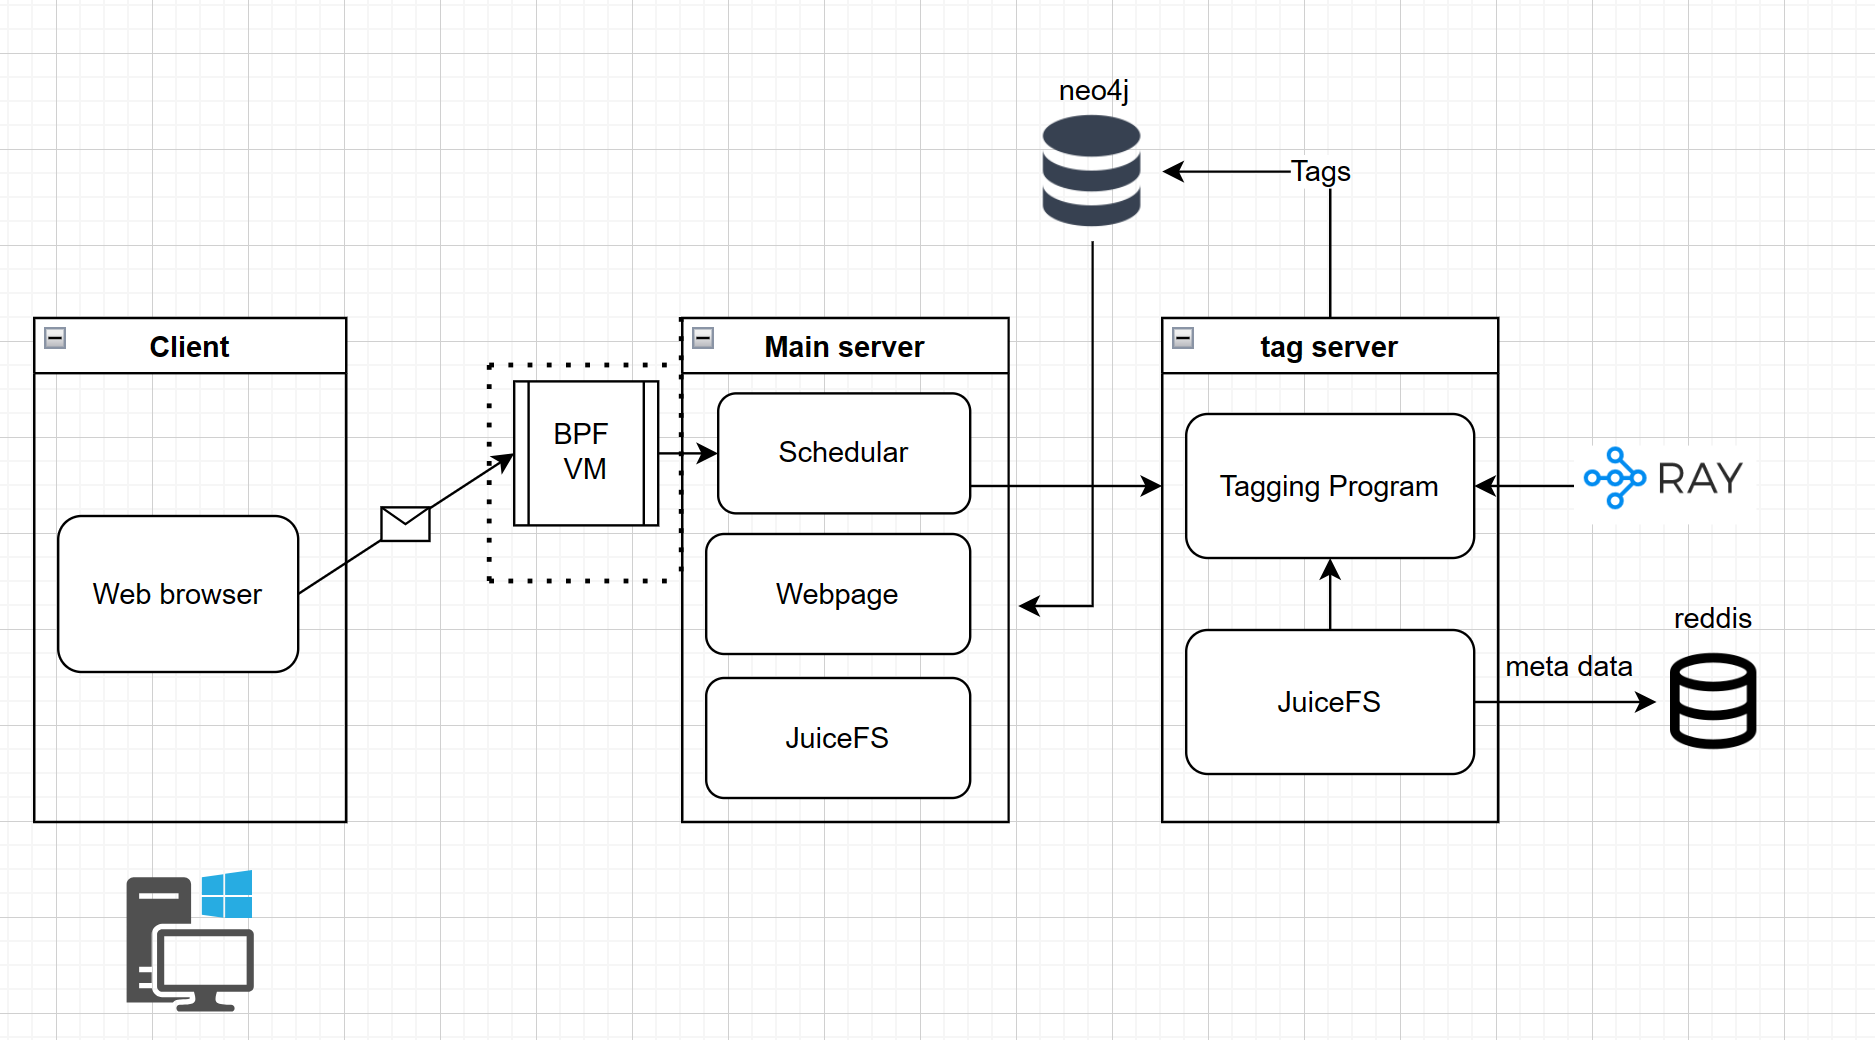 neo4j
Tags
Client
Main server
tag server
BPF
VM
Schedular
Tagging Program
RAY
Web browser
Webpage
reddis
meta data
JuiceFS
JuiceFS